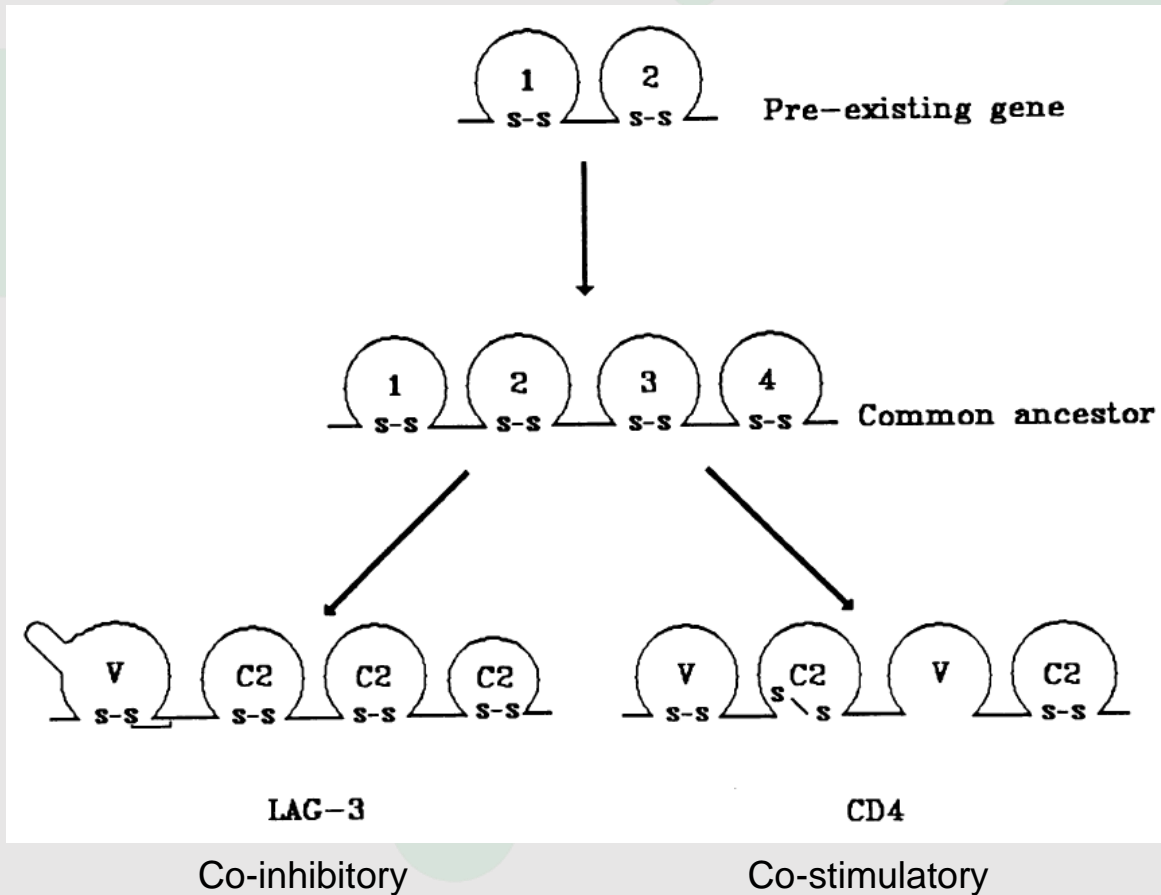 1 2
s-s s-s
Pre-existing gene
1 2 3 4
s-s s-s s-s s-s
Common ancestor
V C2 C2 C2
s-s s-s s-s s-s
V C2 V C2
s-s s s s-s
LAG-3 CD4
Co-inhibitory Co-stimulatory